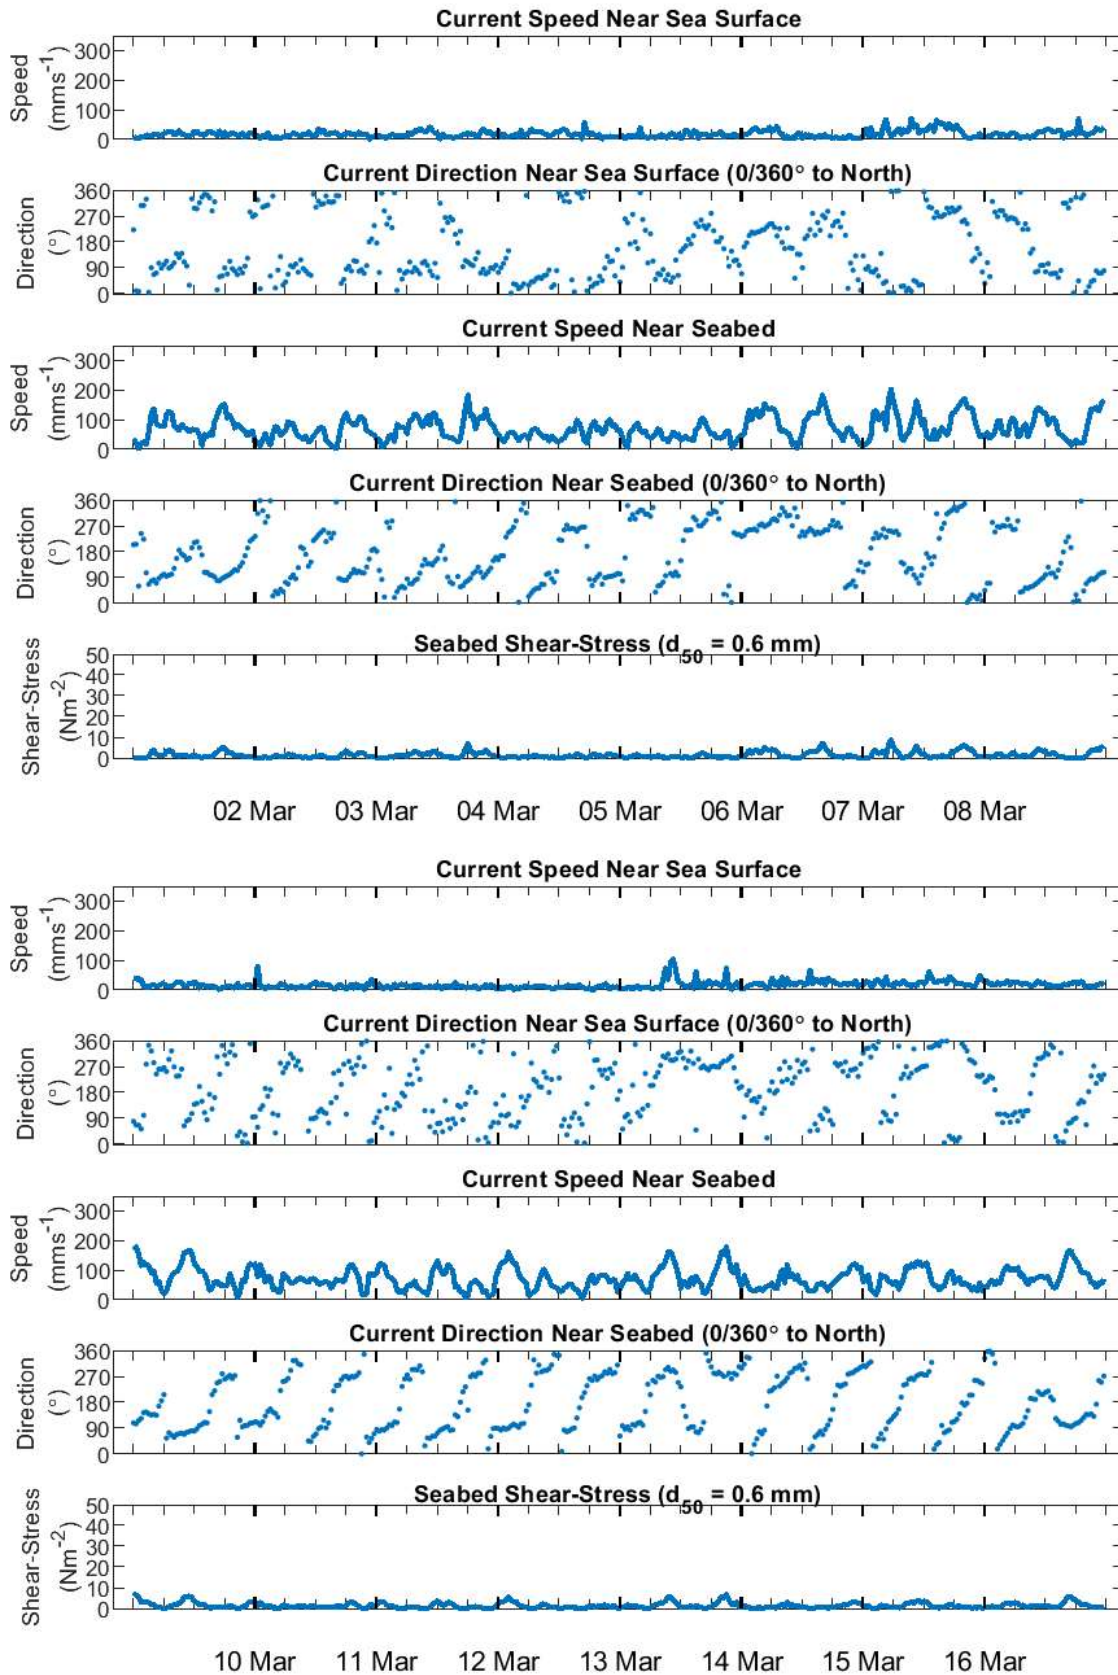 Current Speed Near Sea Surface
Speed
(mms⁻¹)
300
200
100
0
Current Direction Near Sea Surface (0/360° to North)
Direction
(°)
360
270
180
90
0
Current Speed Near Seabed
Speed
(mms⁻¹)
300
200
100
0
Current Direction Near Seabed (0/360° to North)
Direction
(°)
360
270
180
90
0
Seabed Shear-Stress (d₅₀ = 0.6 mm)
Shear-Stress
(Nm⁻²)
50
40
30
20
10
0
02 Mar 03 Mar 04 Mar 05 Mar 06 Mar 07 Mar 08 Mar
Current Speed Near Sea Surface
Speed
(mms⁻¹)
300
200
100
0
Current Direction Near Sea Surface (0/360° to North)
Direction
(°)
360
270
180
90
0
Current Speed Near Seabed
Speed
(mms⁻¹)
300
200
100
0
Current Direction Near Seabed (0/360° to North)
Direction
(°)
360
270
180
90
0
Seabed Shear-Stress (d₅₀ = 0.6 mm)
Shear-Stress
(Nm⁻²)
50
40
30
20
10
0
10 Mar 11 Mar 12 Mar 13 Mar 14 Mar 15 Mar 16 Mar